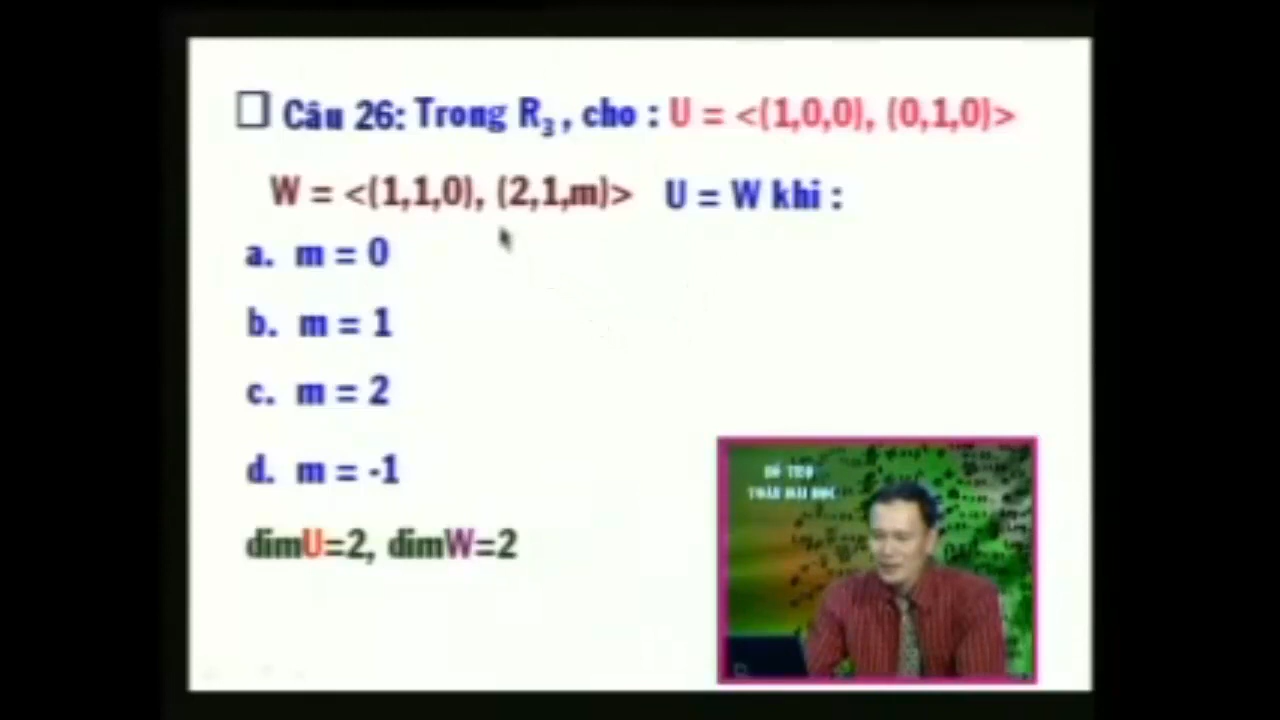 Câu 26: Trong R3, cho : U = <(1,0,0), (0,1,0)>
W = <(1,1,0), (2,1,m)> U = W khi :
a. m = 0
b. m = 1
c. m = 2
d. m = -1
dimU=2, dimW=2